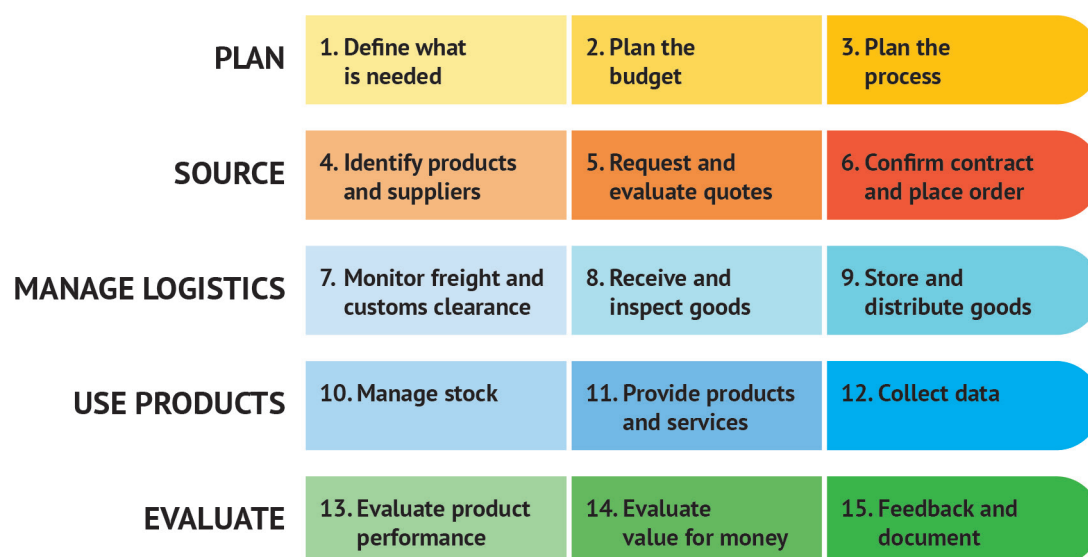 PLAN
1. Define what
is needed
2. Plan the
budget
3. Plan the
process
SOURCE
4. Identify products
and suppliers
5. Request and
evaluate quotes
6. Confirm contract
and place order
MANAGE LOGISTICS
7. Monitor freight and
customs clearance
8. Receive and
inspect goods
9. Store and
distribute goods
USE PRODUCTS
10. Manage stock
11. Provide products
and services
12. Collect data
EVALUATE
13. Evaluate product
performance
14. Evaluate
value for money
15. Feedback and
document